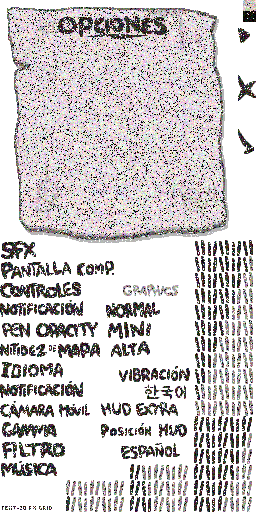 OPCIONES
SFX
PANTALLA COMP.
CONTROLES GRAPHICS
NOTIFICACIÓN NORMAL
PEN OPACITY MINI
NITIDEZ DE MAPA ALTA
IDIOMA VIBRACIÓN
NOTIFICACIÓN 한국어
CÁMARA MÓVIL HUD EXTRA
GAMMA POSICIÓN HUD
FILTRO ESPAÑOL
MÚSICA